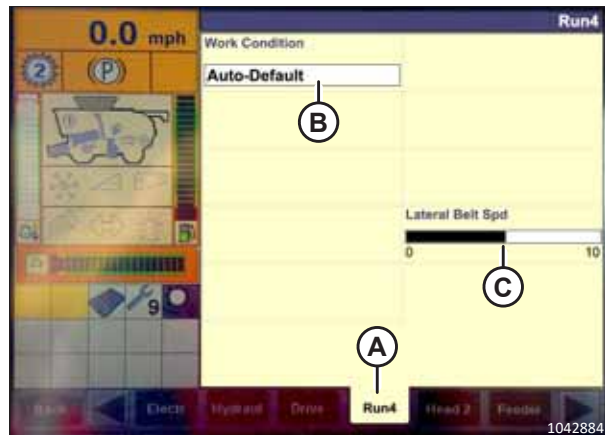 Run4
0.0 mph
Work Condition
2 (P)
Auto-Default
B
Lateral Belt Spd
0 10
C
9
A
Back Electr Hydraul Drive Run4 Head 2 Feeder
1042884